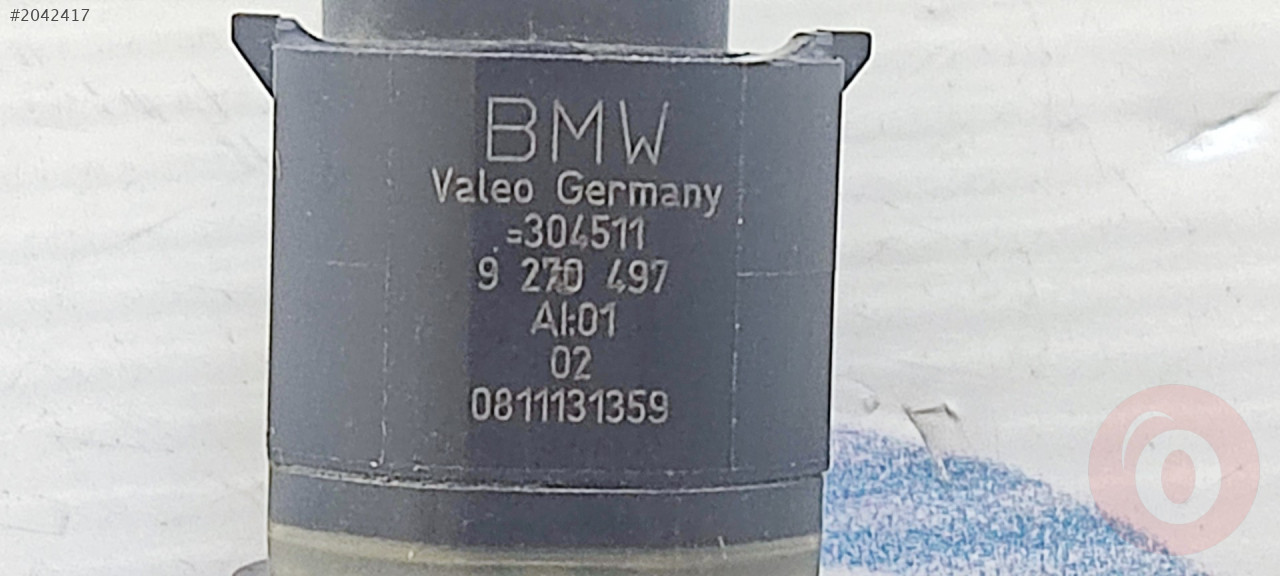 #2042417
BMW
Valeo Germany
=304511
9 270 497
AI:01
02
0811131359